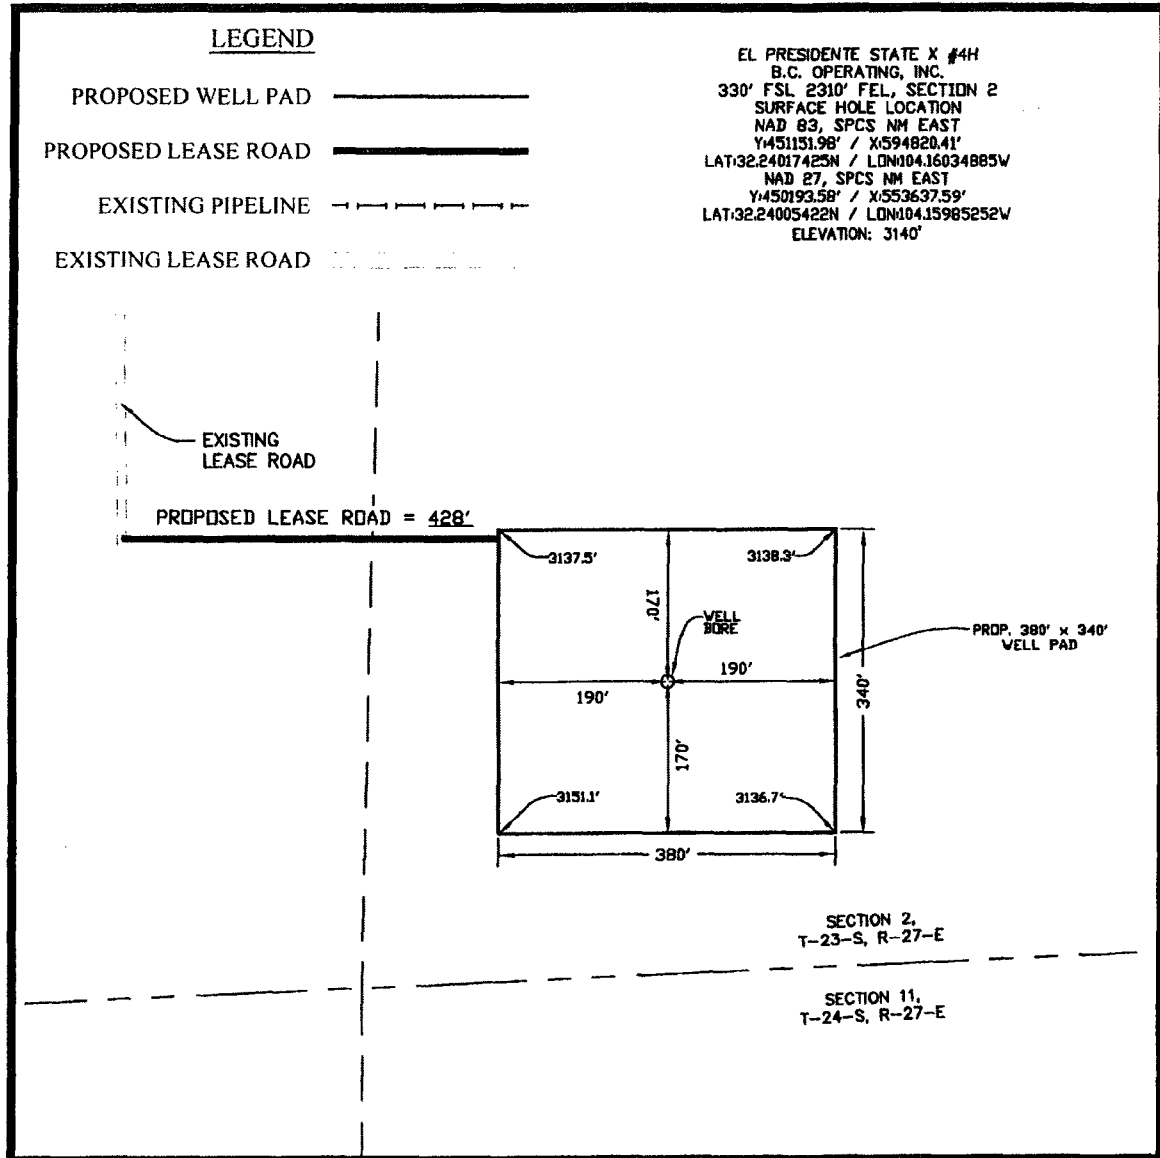 LEGEND
PROPOSED WELL PAD
PROPOSED LEASE ROAD
EXISTING PIPELINE
EXISTING LEASE ROAD
EL PRESIDENTE STATE X #4H
B.C. OPERATING, INC.
330' FSL 2310' FEL, SECTION 2
SURFACE HOLE LOCATION
NAD 83, SPCS NM EAST
Y:451151.98' / X:594820.41'
LAT:32.24017425N / LON:104.16034885W
NAD 27, SPCS NM EAST
Y:450193.58' / X:553637.59'
LAT:32.24005422N / LON:104.15985252W
ELEVATION: 3140'
EXISTING
LEASE ROAD
PROPOSED LEASE ROAD = 428'
3137.5'
3138.3'
170'
WELL
BORE
PROP. 380' x 340'
WELL PAD
190'
190'
340'
170'
3151.1'
3136.7'
380'
SECTION 2,
T-23-S, R-27-E
SECTION 11,
T-24-S, R-27-E